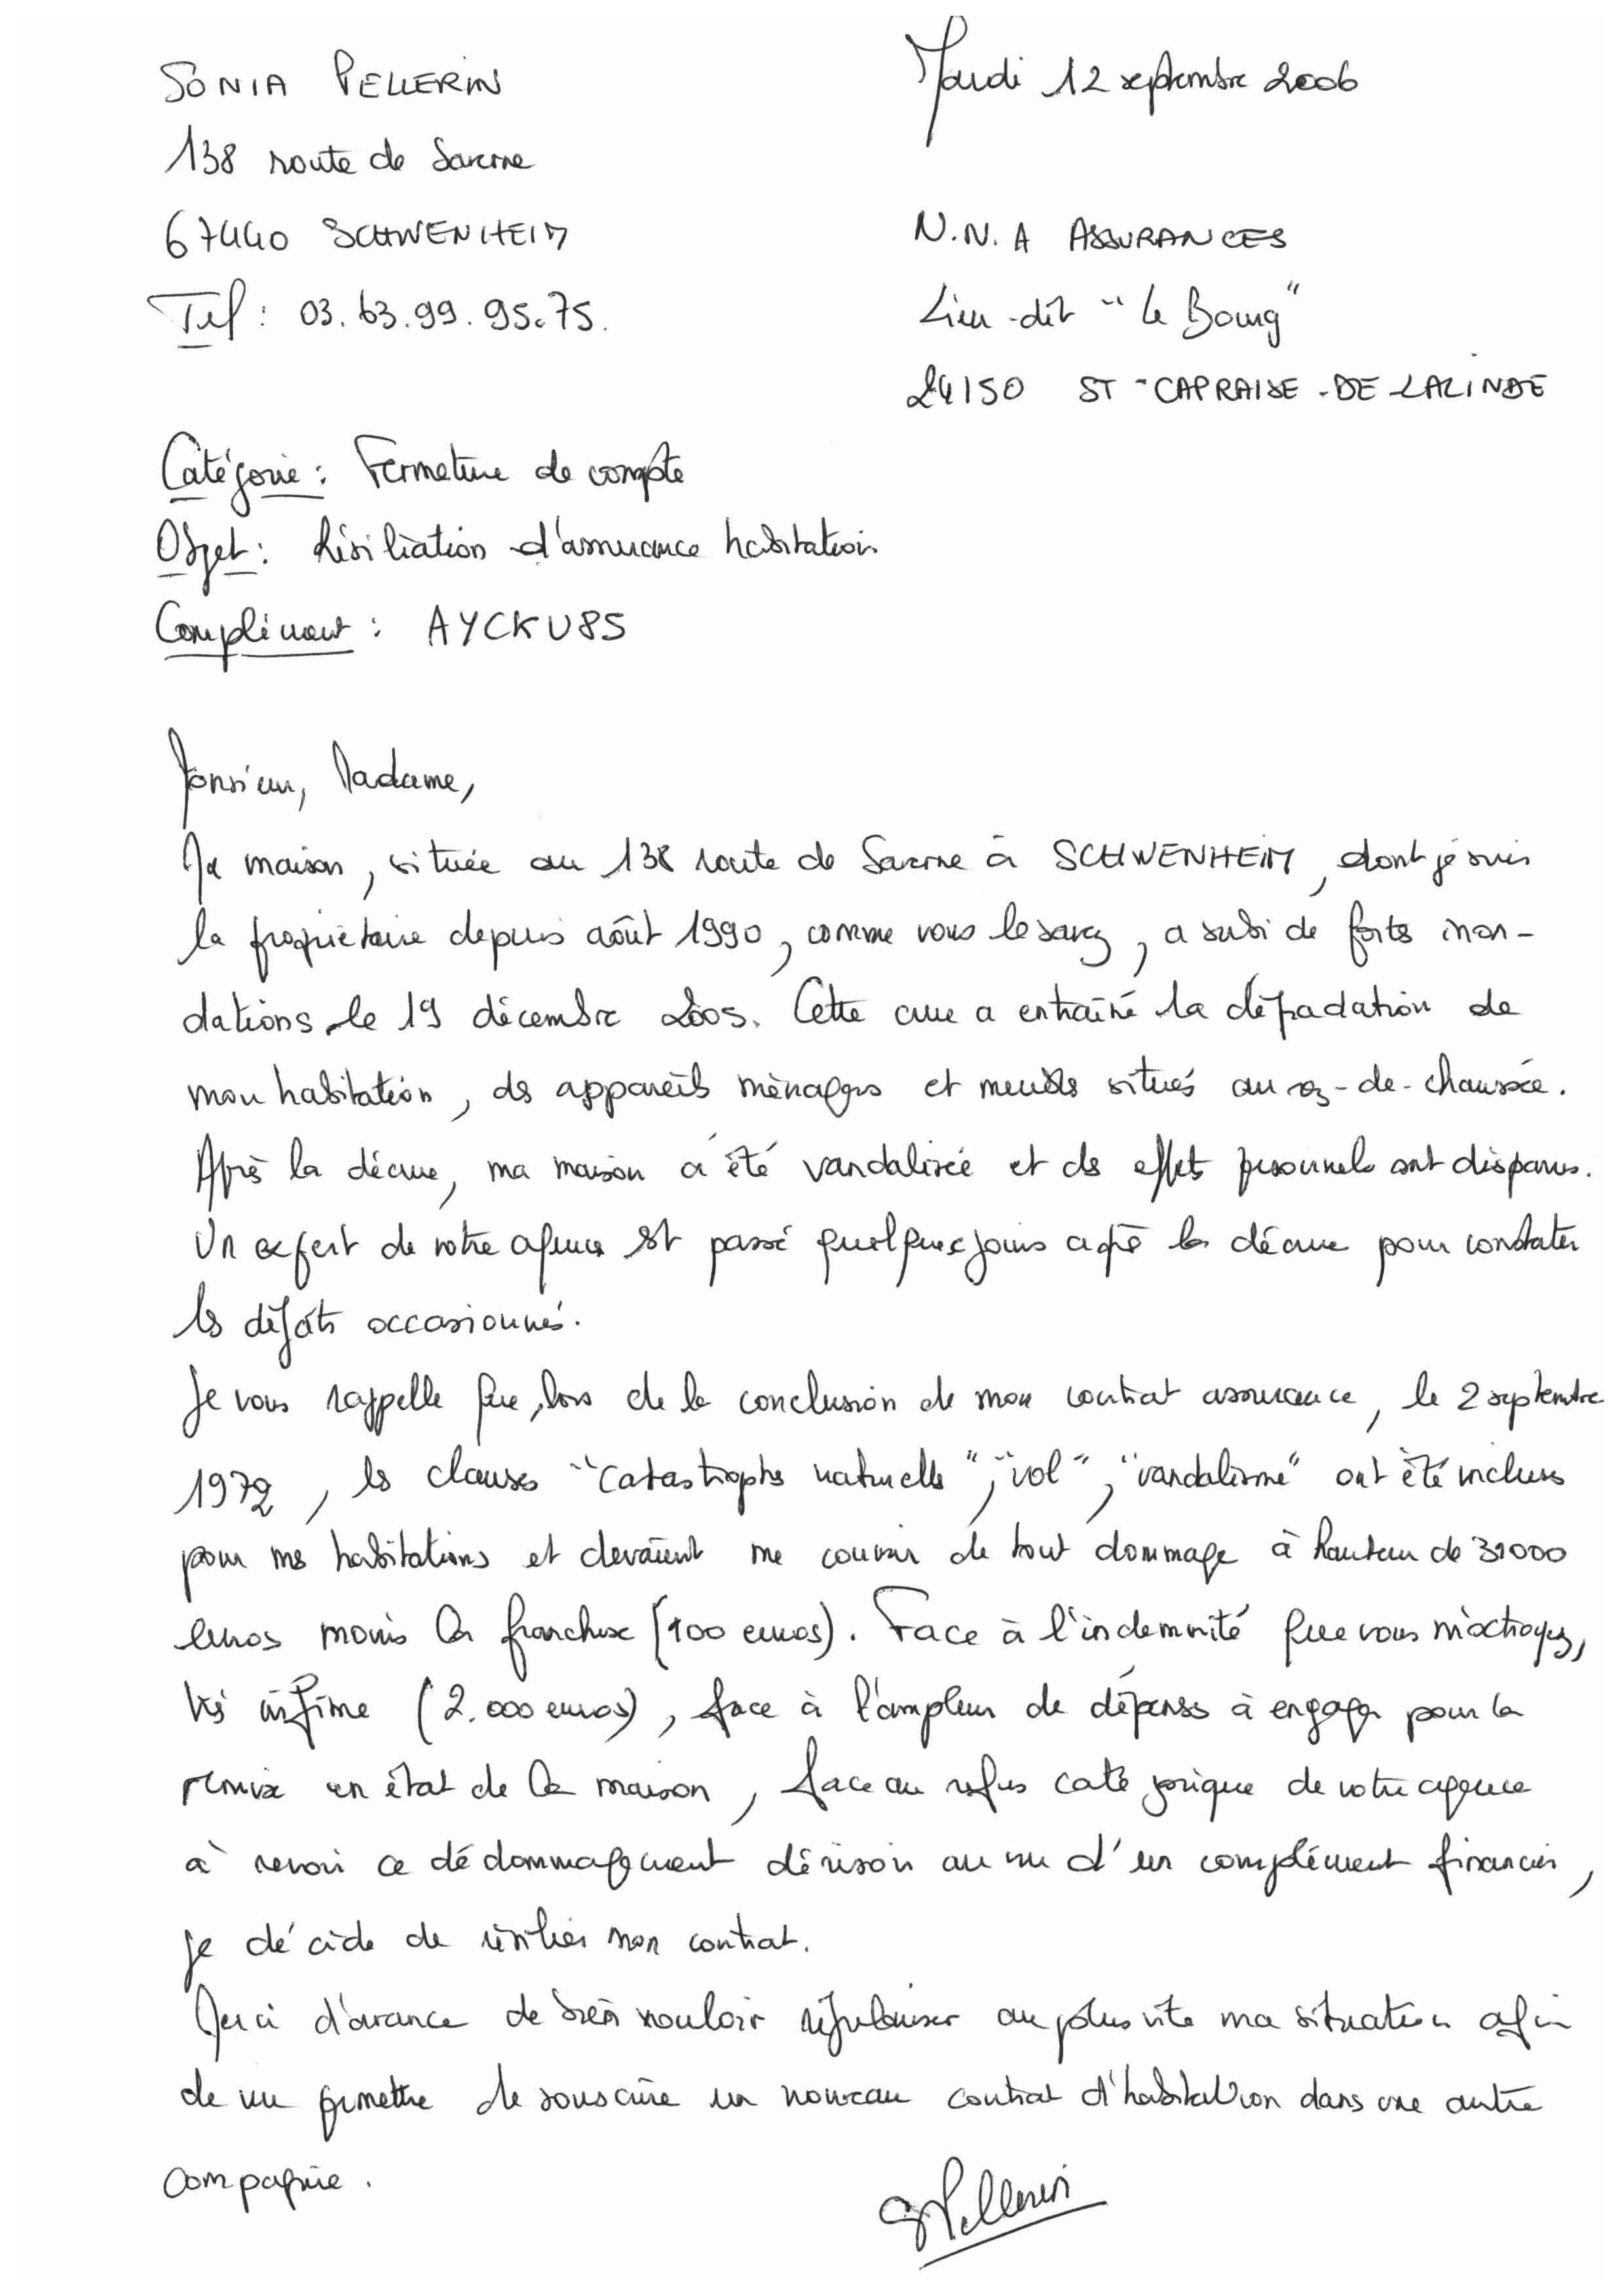 SONIA PELLERIN
Mardi 12 septembre 2006
138 route de Saverne
67440 SCHWENHEIM
N.N.A ASSURANCES
Tel : 03.63.99.95.75.
Lieu-dit "Le Bourg"
24150 ST-CAPRAISE-DE-LALINDE
Catégorie : Fermeture de compte
Objet : Résiliation d'assurance habitation
Complément : AYCKU85
Monsieur, Madame,
Ma maison, située au 138 route de Saverne à SCHWENHEIM, dont je suis
la propriétaire depuis août 1990, comme vous le savez, a subi de fortes inon-
dations le 19 décembre 2005. Cette crue a entraîné la dégradation de
mon habitation, des appareils ménagers et meubles situés au rez-de-chaussée.
Après la décrue, ma maison a été vandalisée et des effets personnels ont disparus.
Un expert de votre agence est passé quelques jours après la décrue pour constater
les dégâts occasionnés.
Je vous rappelle que, lors de la conclusion de mon contrat assurance, le 2 septembre
1972, les clauses "catastrophes naturelles", "vol", "vandalisme" ont été incluses
pour mes habitations et devaient me couvrir de tout dommage à hauteur de 31000
euros moins la franchise (100 euros). Face à l'indemnité que vous m'octroyez,
très infime (2.000 euros), face à l'ampleur de dépenses à engager pour la
remise en état de la maison, face au refus catégorique de votre agence
à revoir ce dédommagement dérisoir au vu d'un complément financier,
je décide de résilier mon contrat.
Merci d'avance de bien vouloir régulariser au plus vite ma situation afin
de me permettre de souscrire un nouveau contrat d'habitation dans une autre
compagnie.
SPellerin